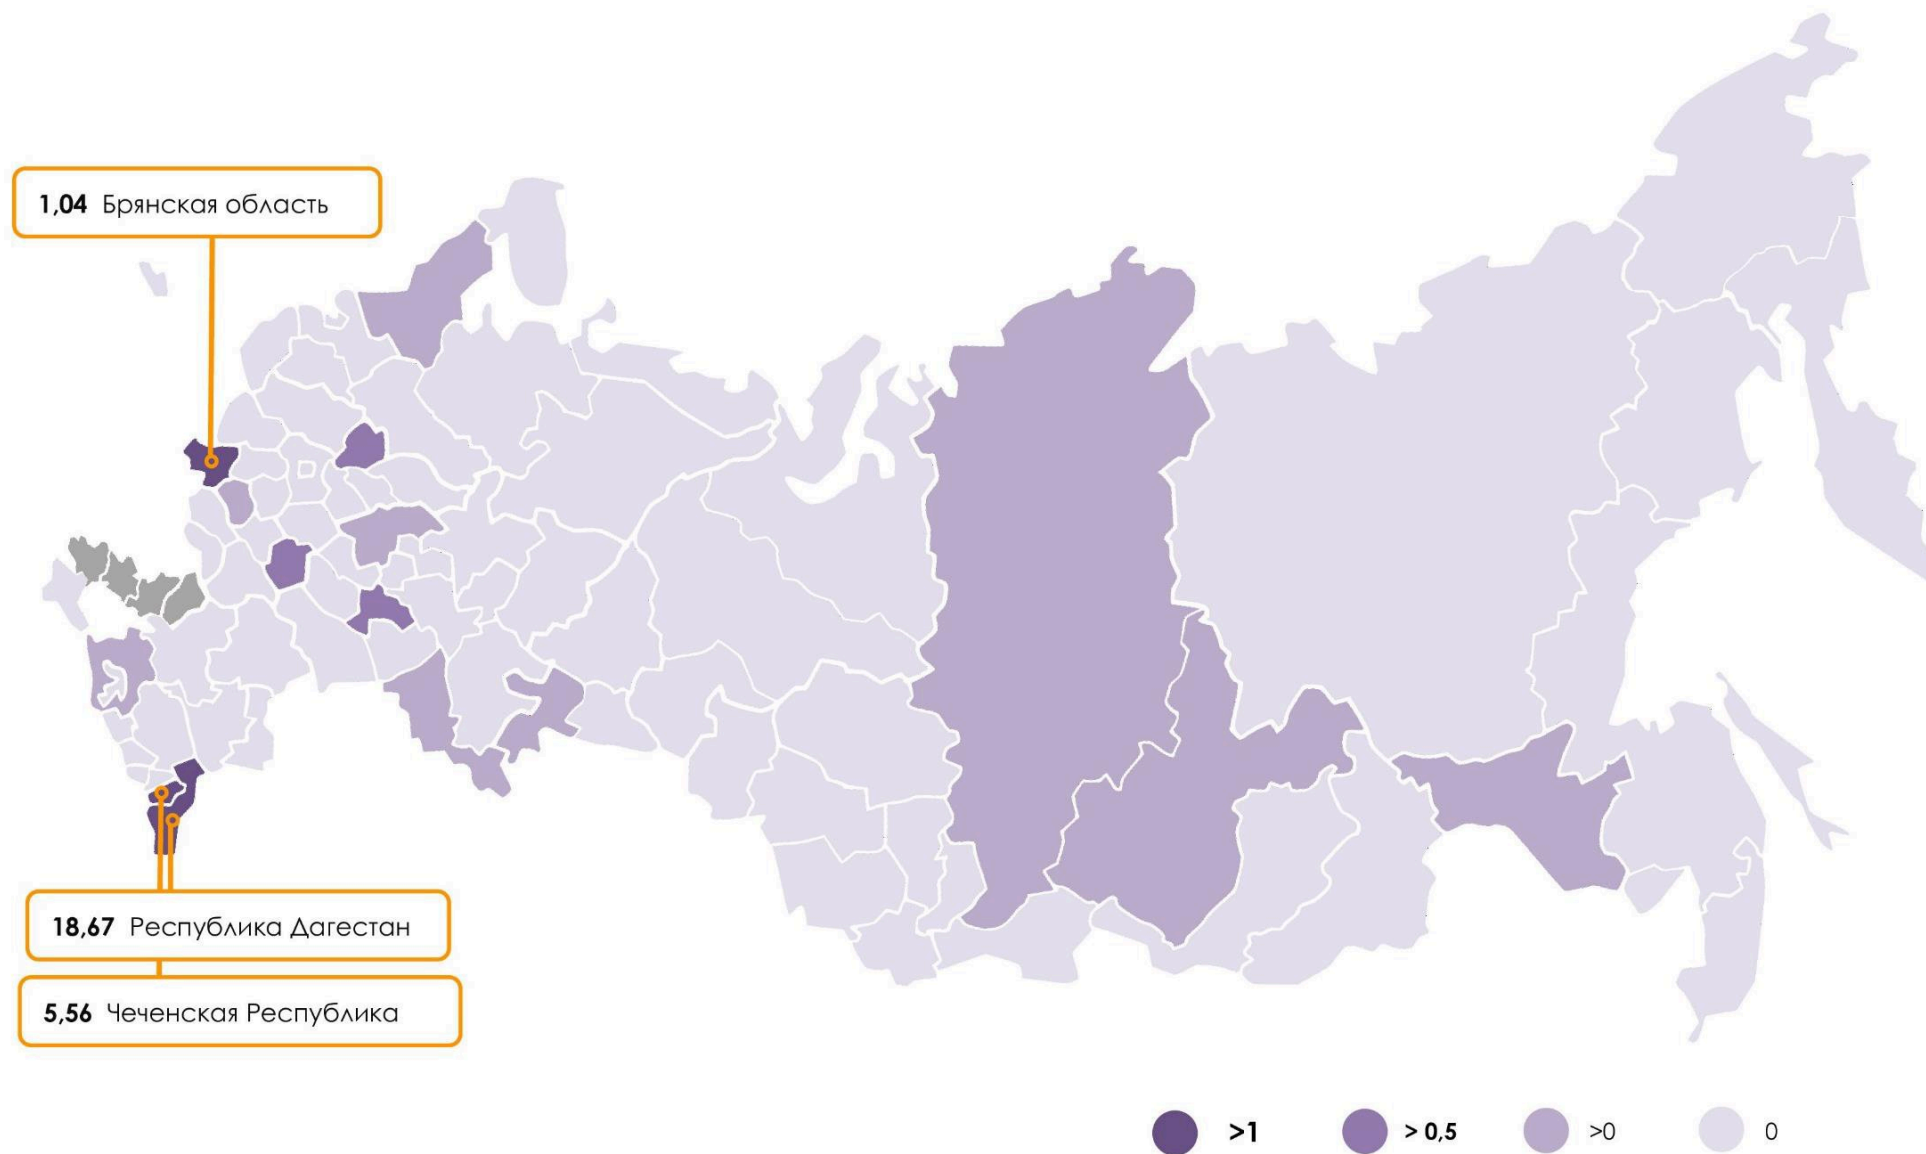 1,04 Брянская область
18,67 Республика Дагестан
5,56 Чеченская Республика
>1
> 0,5
>0
0